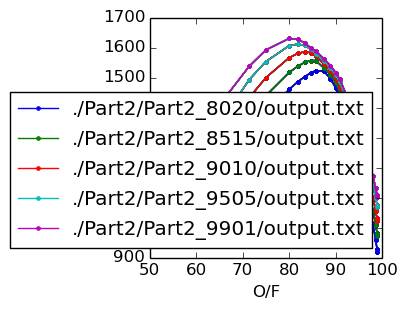 1700
1600
1500
./Part2/Part2_8020/output.txt
./Part2/Part2_8515/output.txt
./Part2/Part2_9010/output.txt
./Part2/Part2_9505/output.txt
./Part2/Part2_9901/output.txt
900
50 60 70 80 90 100
O/F